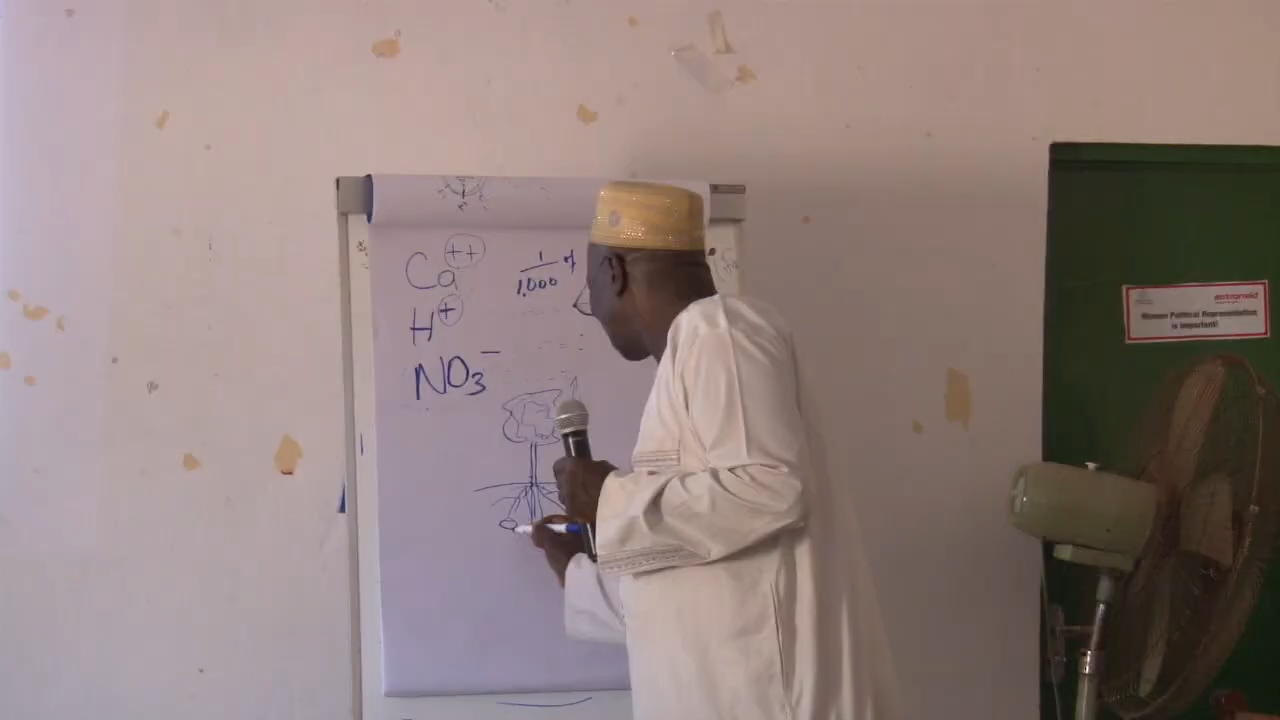 Ca++
1/1.000
H+
NO3−
Women Political Representation
is Important!